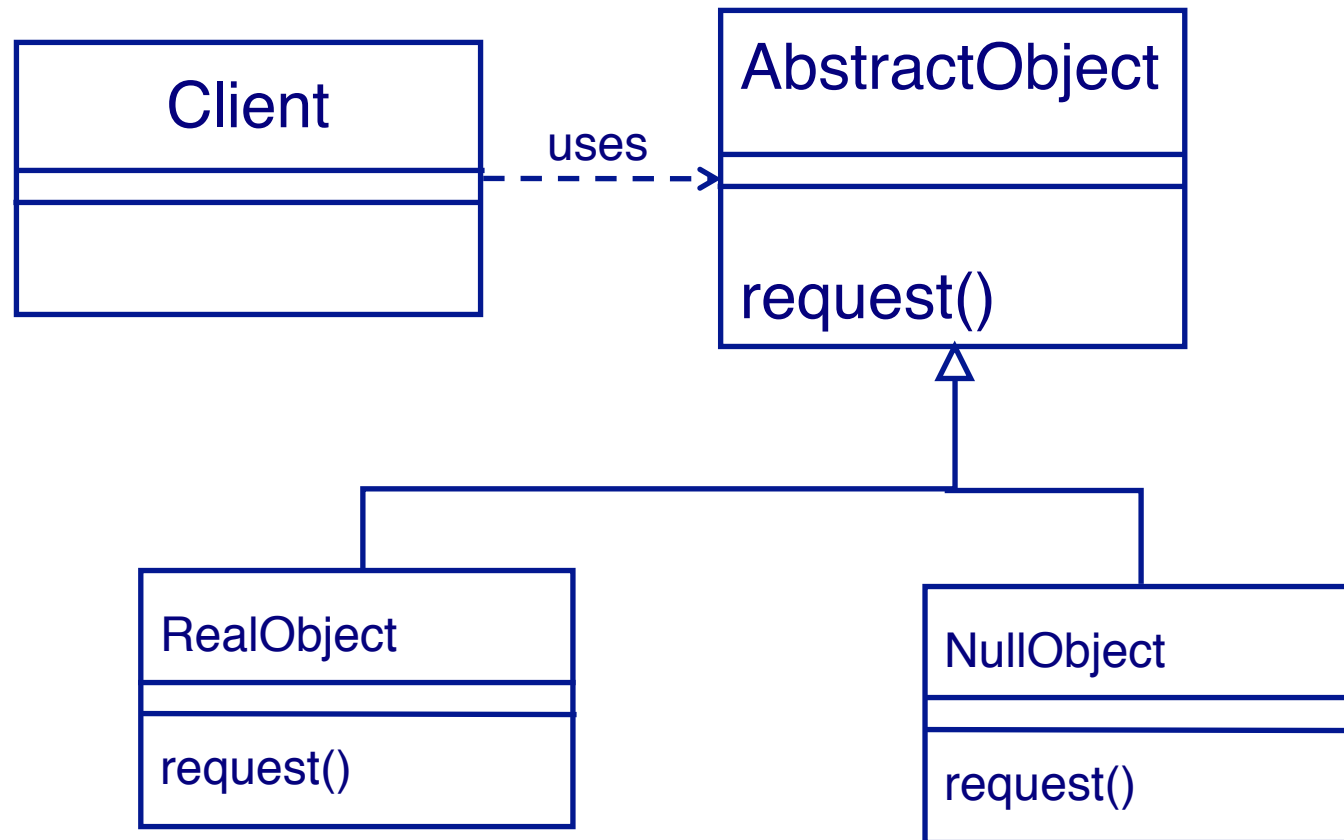 Client
uses
AbstractObject
request()
RealObject
request()
NullObject
request()